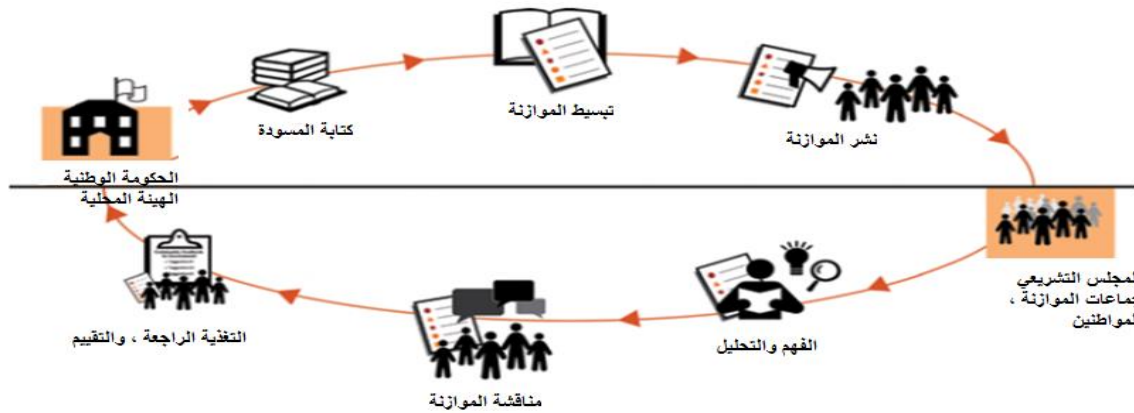 الحكومة الوطنية
الهيئة المحلية
كتابة المسودة
تبسيط الموازنة
نشر الموازنة
لمجلس التشريعي
ماعات الموازنة ،
لمواطنين
الفهم والتحليل
مناقشة الموازنة
التغذية الراجعة ، والتقييم